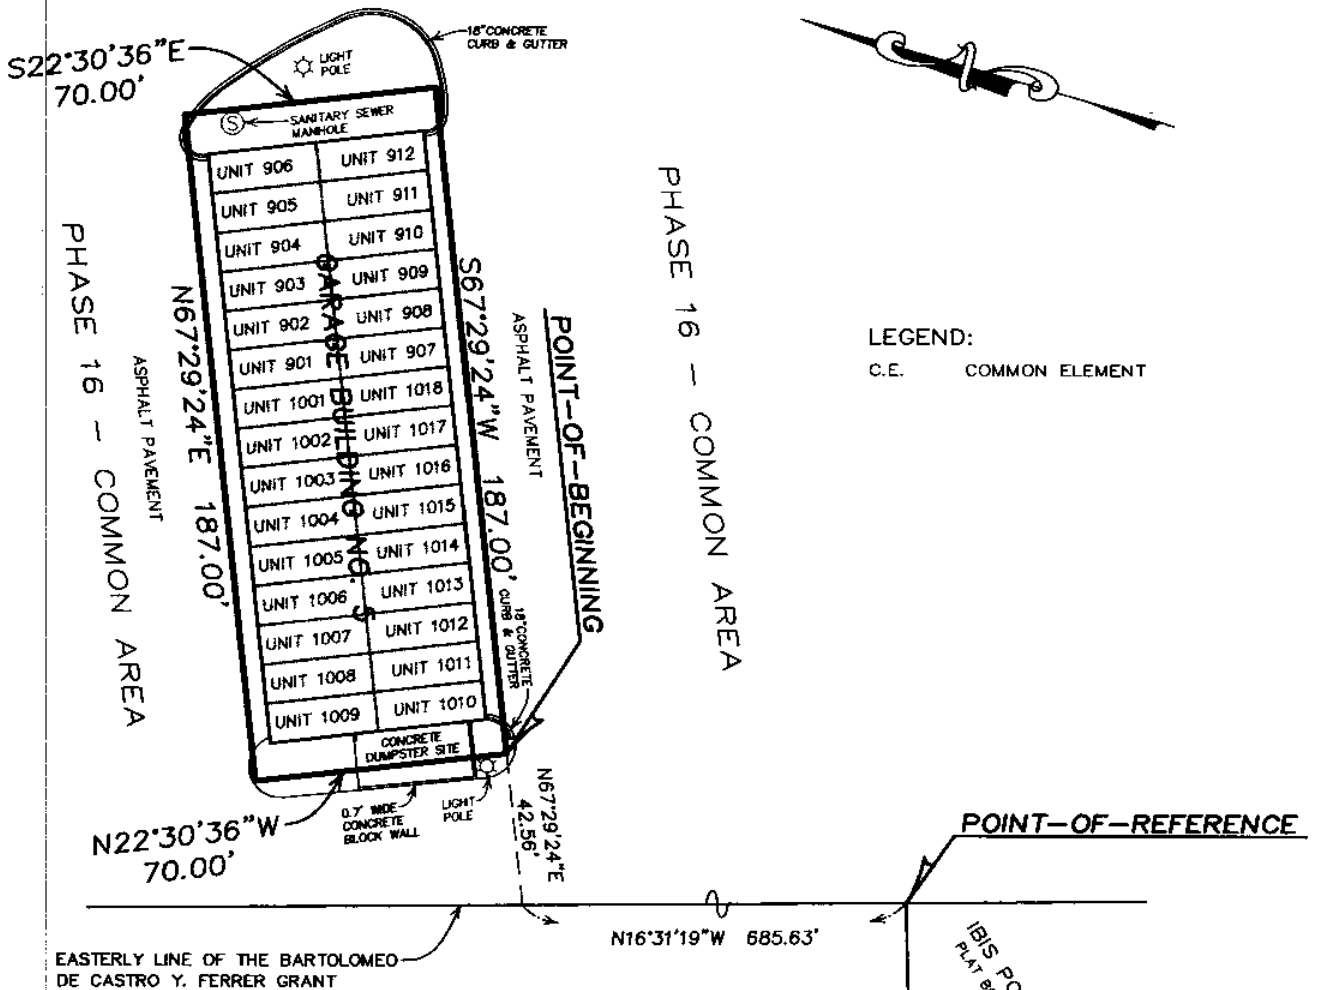 18"CONCRETE
CURB & GUTTER
S22°30'36"E
70.00'
LIGHT
POLE
S
SANITARY SEWER
MANHOLE
UNIT 906
UNIT 912
UNIT 905
UNIT 911
UNIT 904
UNIT 910
UNIT 903
UNIT 909
UNIT 902
UNIT 908
UNIT 901
UNIT 907
UNIT 1001
UNIT 1018
UNIT 1002
UNIT 1017
UNIT 1003
UNIT 1016
UNIT 1004
UNIT 1015
UNIT 1005
UNIT 1014
UNIT 1006
UNIT 1013
UNIT 1007
UNIT 1012
UNIT 1008
UNIT 1011
UNIT 1009
UNIT 1010
GARAGE BUILDING NO. 5
CONCRETE
DUMPSTER SITE
PHASE 16 – COMMON AREA
ASPHALT PAVEMENT
N67°29'24"E 187.00'
S67°29'24"W 187.00'
ASPHALT PAVEMENT
18"CONCRETE
CURB & GUTTER
POINT–OF–BEGINNING
PHASE 16 – COMMON AREA
LEGEND:
C.E. COMMON ELEMENT
N22°30'36"W
70.00'
0.7' WIDE
CONCRETE
BLOCK WALL
LIGHT
POLE
N67°29'24"E
42.56'
POINT–OF–REFERENCE
N16°31'19"W 685.63'
EASTERLY LINE OF THE BARTOLOMEO
DE CASTRO Y. FERRER GRANT
IBIS PO
PLAT B